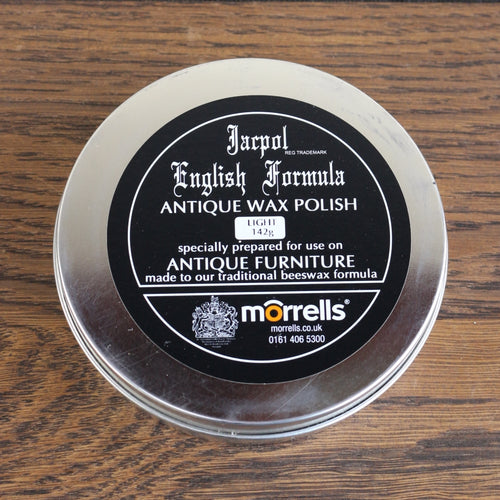 Jacpol
REG TRADEMARK
English Formula
ANTIQUE WAX POLISH
LIGHT
142g
specially prepared for use on
ANTIQUE FURNITURE
made to our traditional beeswax formula
morrells®
morrells.co.uk
0161 406 5300